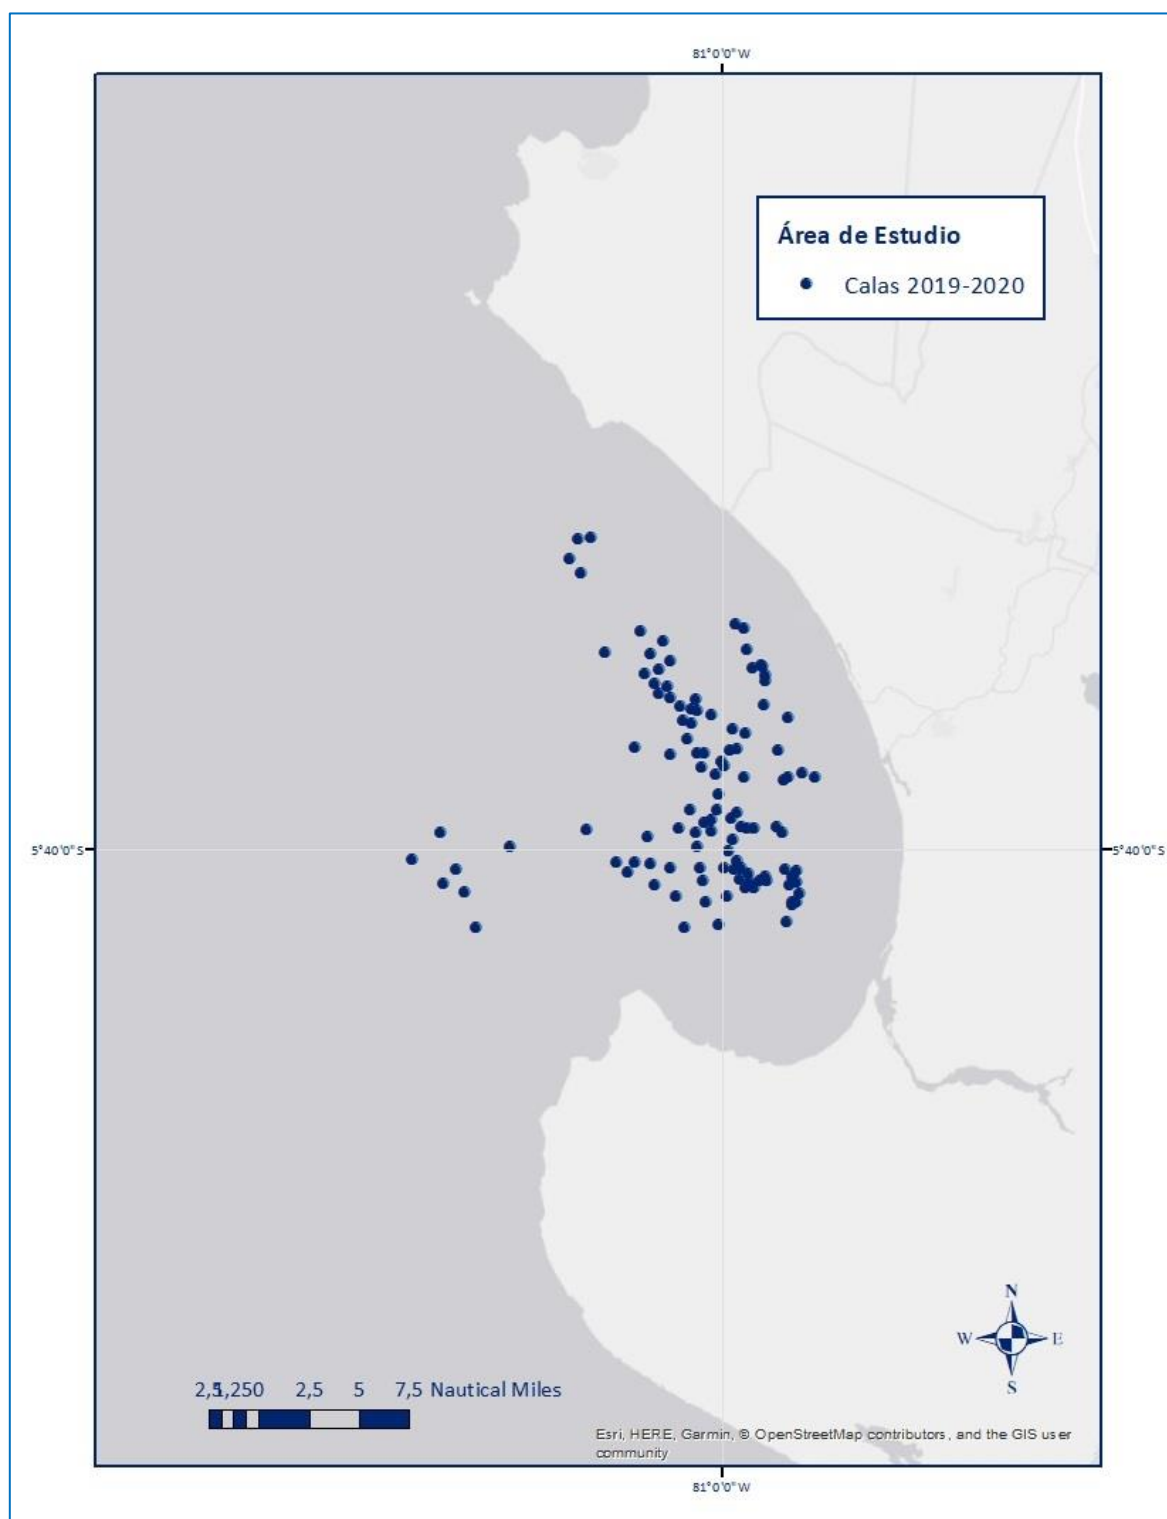 81°0'0"W
Área de Estudio
Calas 2019-2020
5°40'0"S
5°40'0"S
N
W
E
S
2,5 1,250 2,5 5 7,5 Nautical Miles
Esri, HERE, Garmin, © OpenStreetMap contributors, and the GIS user
community
81°0'0"W